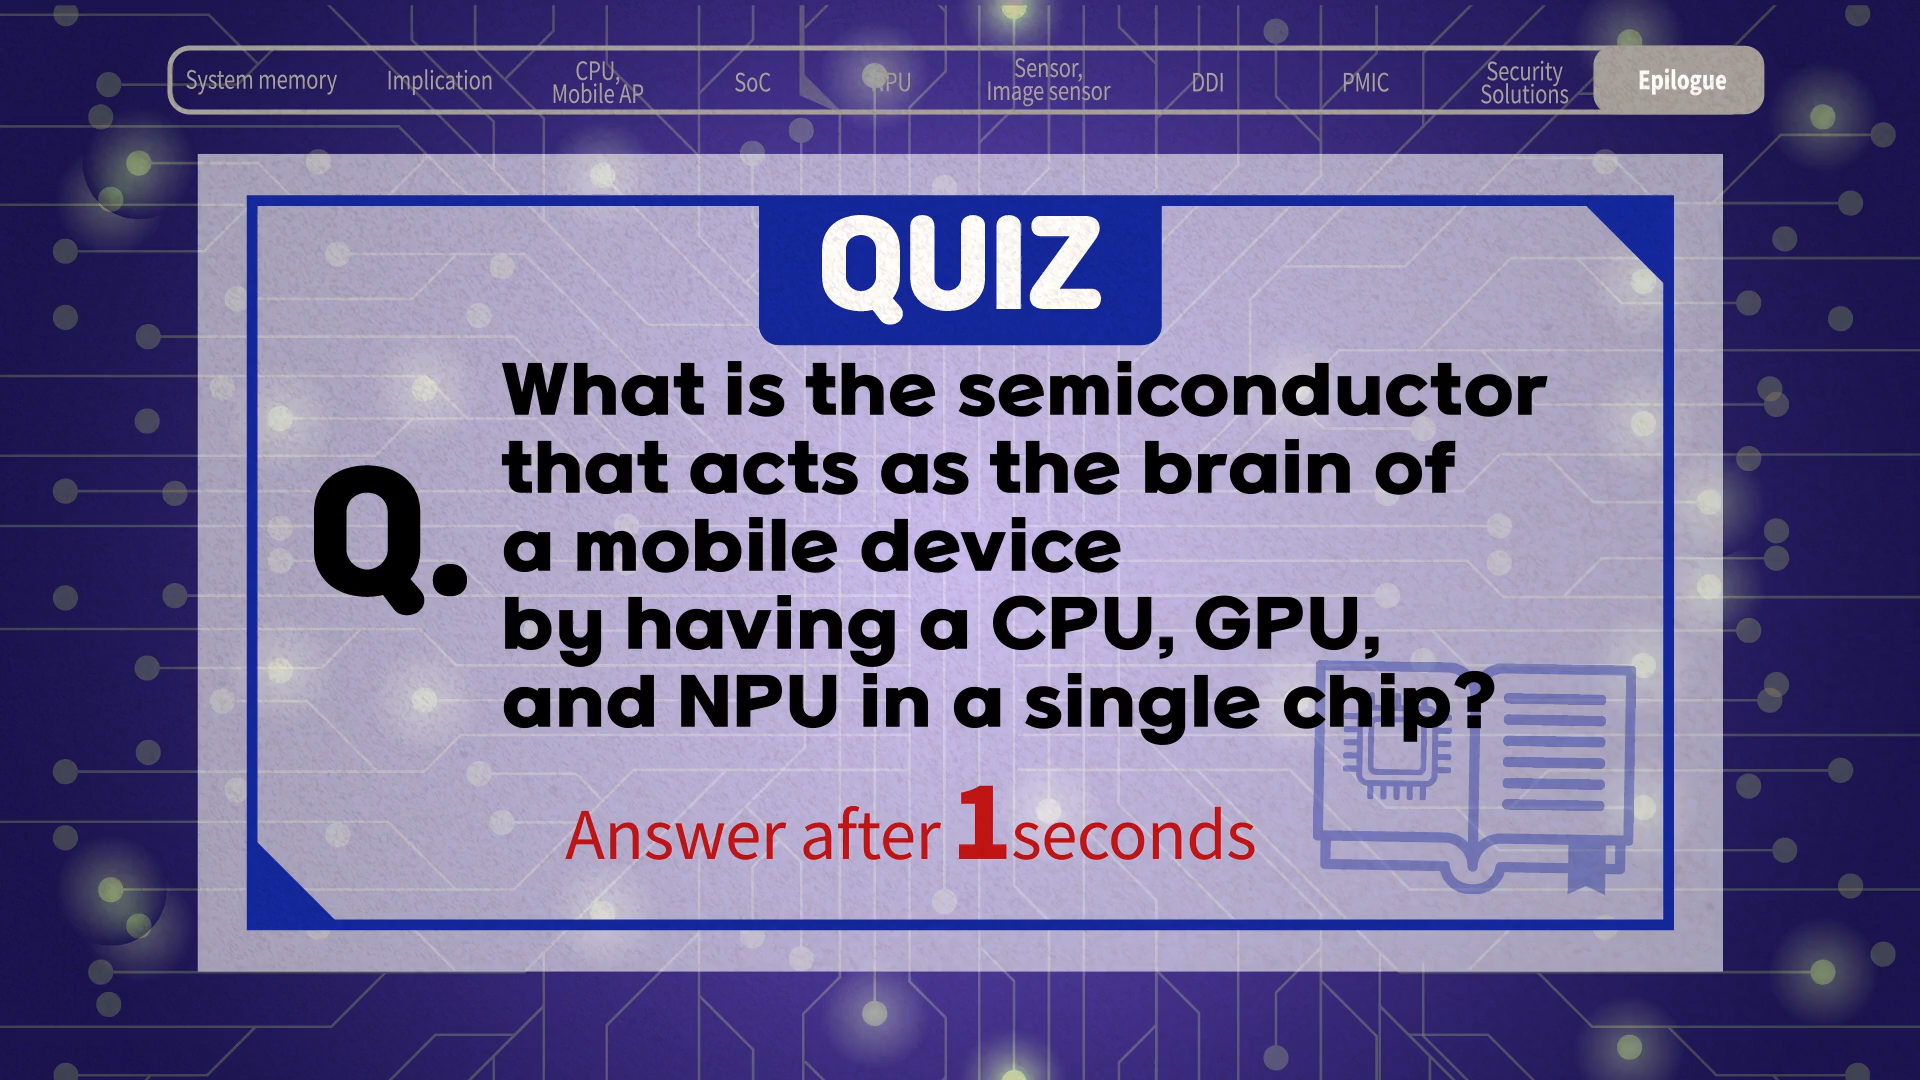 System memory
Implication
CPU,
Mobile AP
SoC
NPU
Sensor,
Image sensor
DDI
PMIC
Security
Solutions
Epilogue
QUIZ
Q.
What is the semiconductor
that acts as the brain of
a mobile device
by having a CPU, GPU,
and NPU in a single chip?
Answer after 1seconds